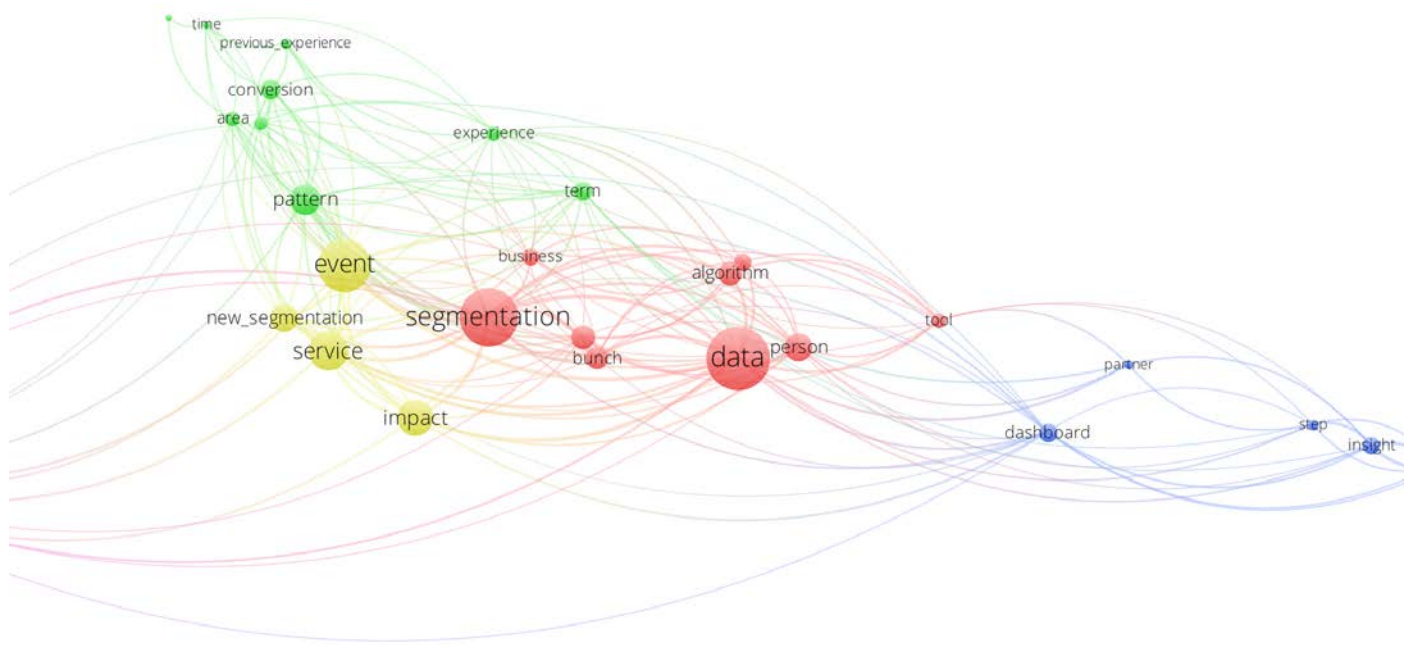 time
previous_experience
conversion
area
experience
term
pattern
business
event
algorithm
new_segmentation
segmentation
tool
service
bunch
data
person
partner
impact
dashboard
step
insight